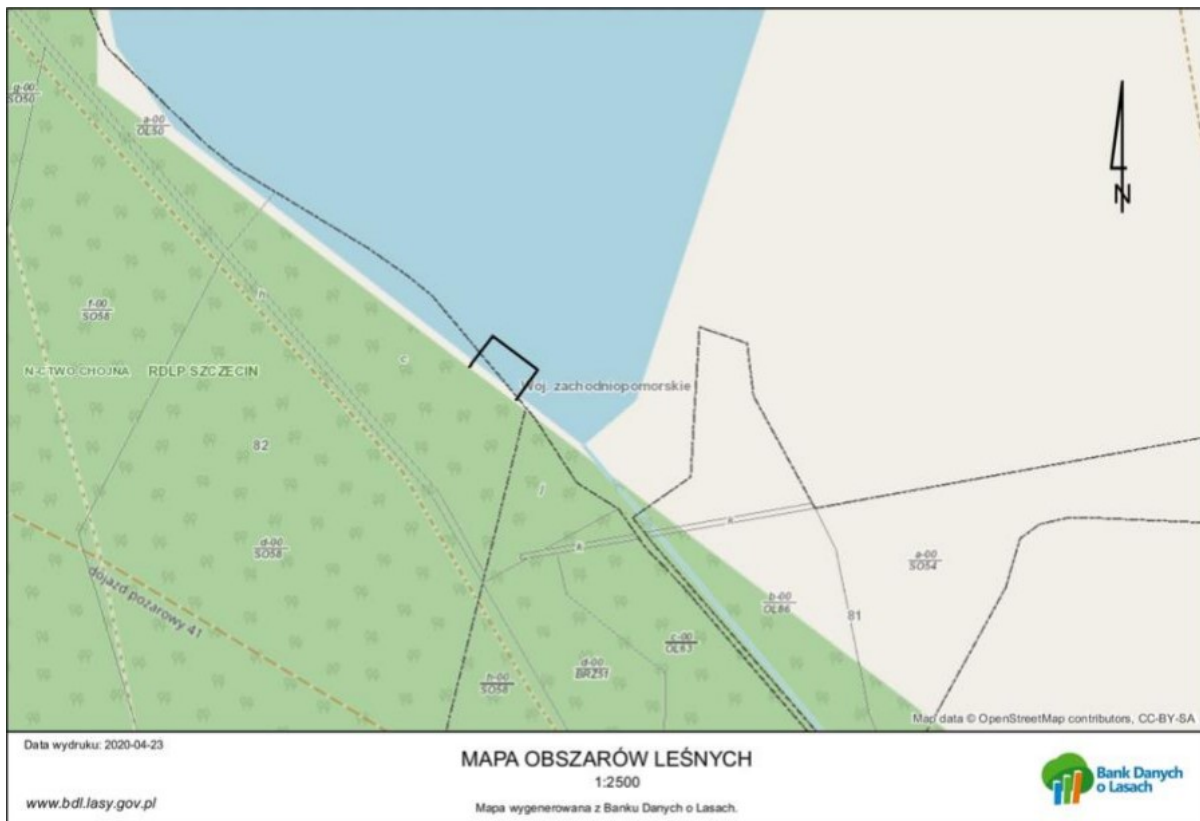 g-00
SO50
a-00
OL50
N
f-00
SO58
h
c
N-CTWO CHOJNA
RDLP SZCZECIN
Woj. zachodniopomorskie
82
j
d-00
SO58
k
a-00
SO54
dojazd pożarowy 41
b-00
OL86
81
c-00
OL63
d-00
BRZ51
h-00
SO58
Map data © OpenStreetMap contributors, CC-BY-SA
Data wydruku: 2020-04-23
MAPA OBSZARÓW LEŚNYCH
1:2500
www.bdl.lasy.gov.pl
Mapa wygenerowana z Banku Danych o Lasach.
Bank Danych
o Lasach